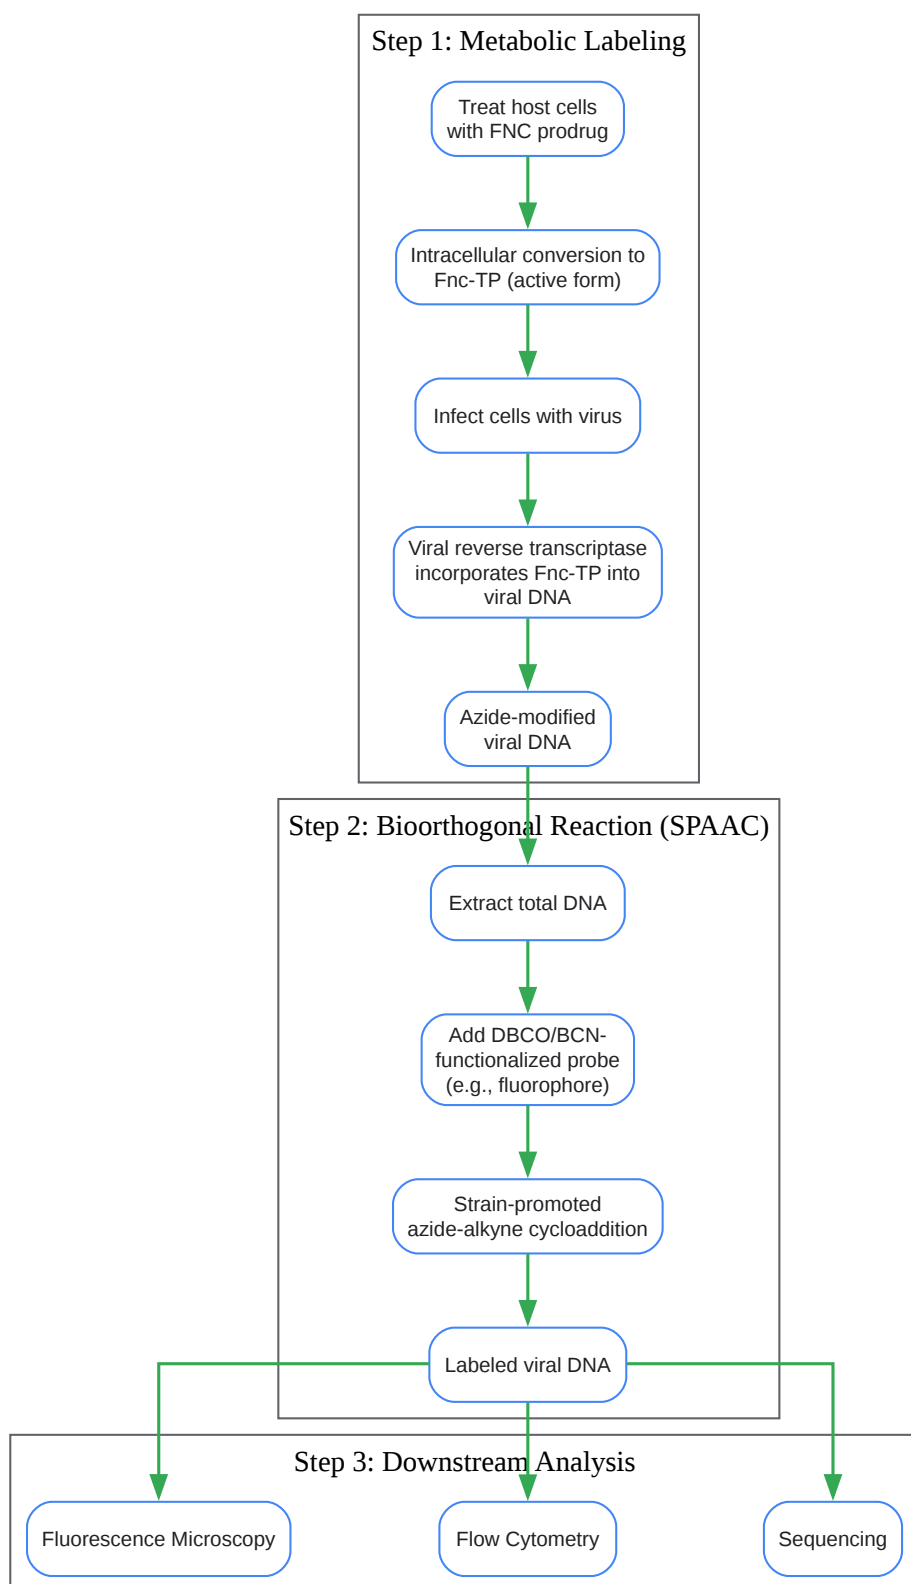 Step 1: Metabolic Labeling
Treat host cells
with FNC prodrug
Intracellular conversion to
Fnc-TP (active form)
Infect cells with virus
Viral reverse transcriptase
incorporates Fnc-TP into
viral DNA
Azide-modified
viral DNA
Step 2: Bioorthogonal Reaction (SPAAC)
Extract total DNA
Add DBCO/BCN-
functionalized probe
(e.g., fluorophore)
Strain-promoted
azide-alkyne cycloaddition
Labeled viral DNA
Step 3: Downstream Analysis
Fluorescence Microscopy
Flow Cytometry
Sequencing